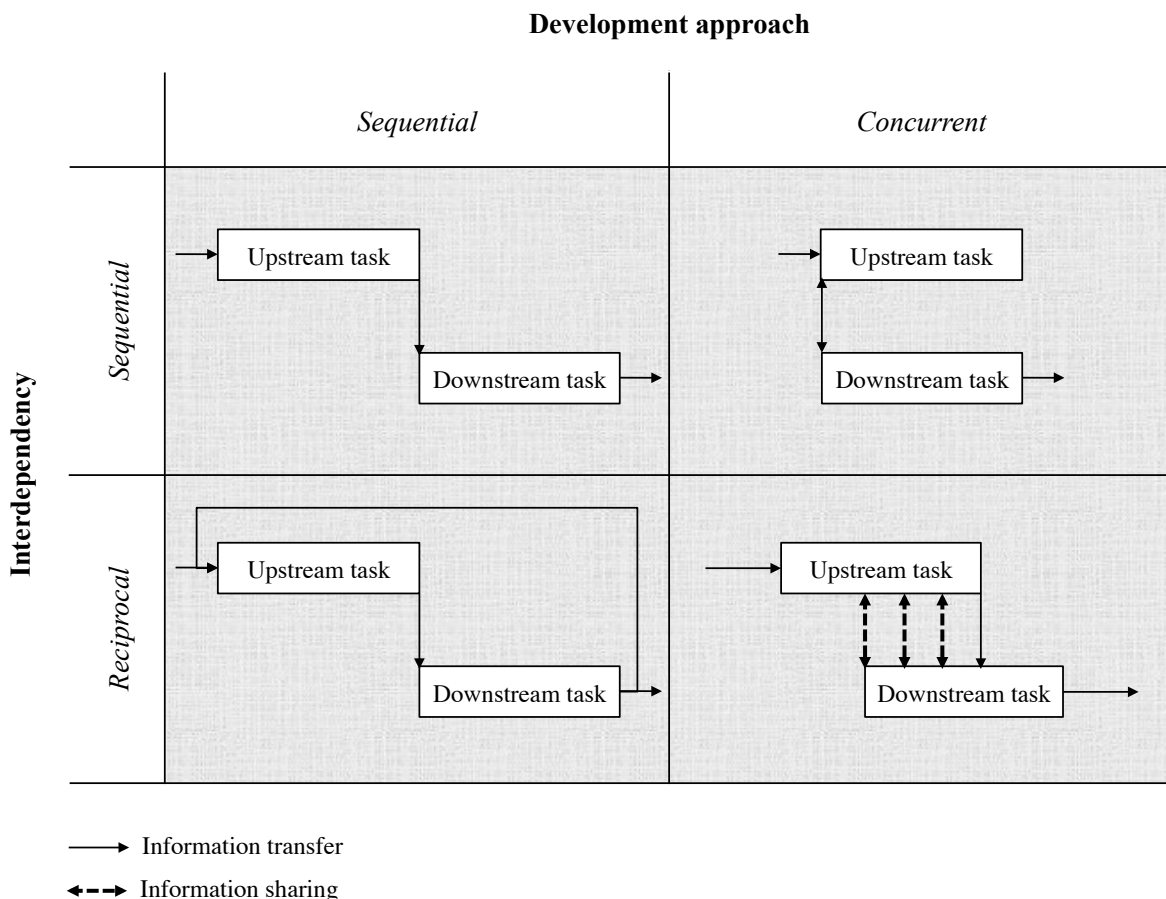 Development approach
Sequential
Concurrent
Interdependency
Sequential
Upstream task
Downstream task
Upstream task
Downstream task
Reciprocal
Upstream task
Downstream task
Upstream task
Downstream task
Information transfer
Information sharing